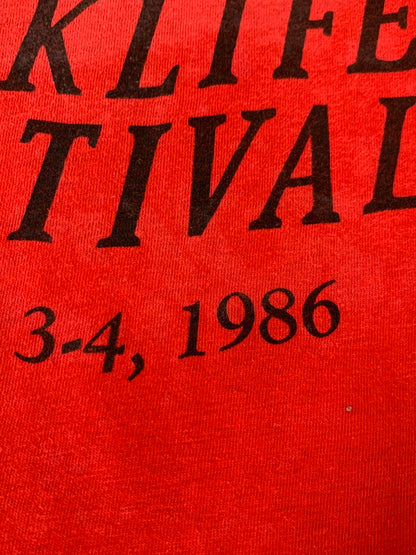 KLIFE
TIVAL
3-4, 1986